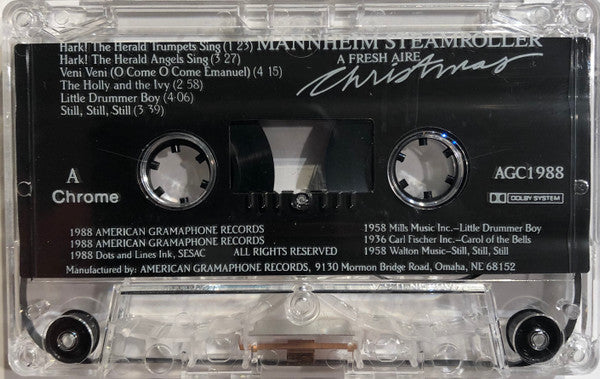 Hark! The Herald Trumpets Sing (1 23)
Hark! The Herald Angels Sing (3 27)
Veni Veni (O Come O Come Emanuel) (4 15)
The Holly and the Ivy (2 58)
Little Drummer Boy (4:06)
Still, Still, Still (3 39)
MANNHEIM STEAMROLLER
A FRESH AIRE
Christmas
A
Chrome
AGC1988
DOLBY SYSTEM
1988 AMERICAN GRAMAPHONE RECORDS
1988 AMERICAN GRAMAPHONE RECORDS
1988 Dots and Lines Ink, SESAC ALL RIGHTS RESERVED
1958 Mills Music Inc.—Little Drummer Boy
1936 Carl Fischer Inc.—Carol of the Bells
1958 Walton Music—Still, Still, Still
Manufactured by: AMERICAN GRAMAPHONE RECORDS, 9130 Mormon Bridge Road, Omaha, NE 68152